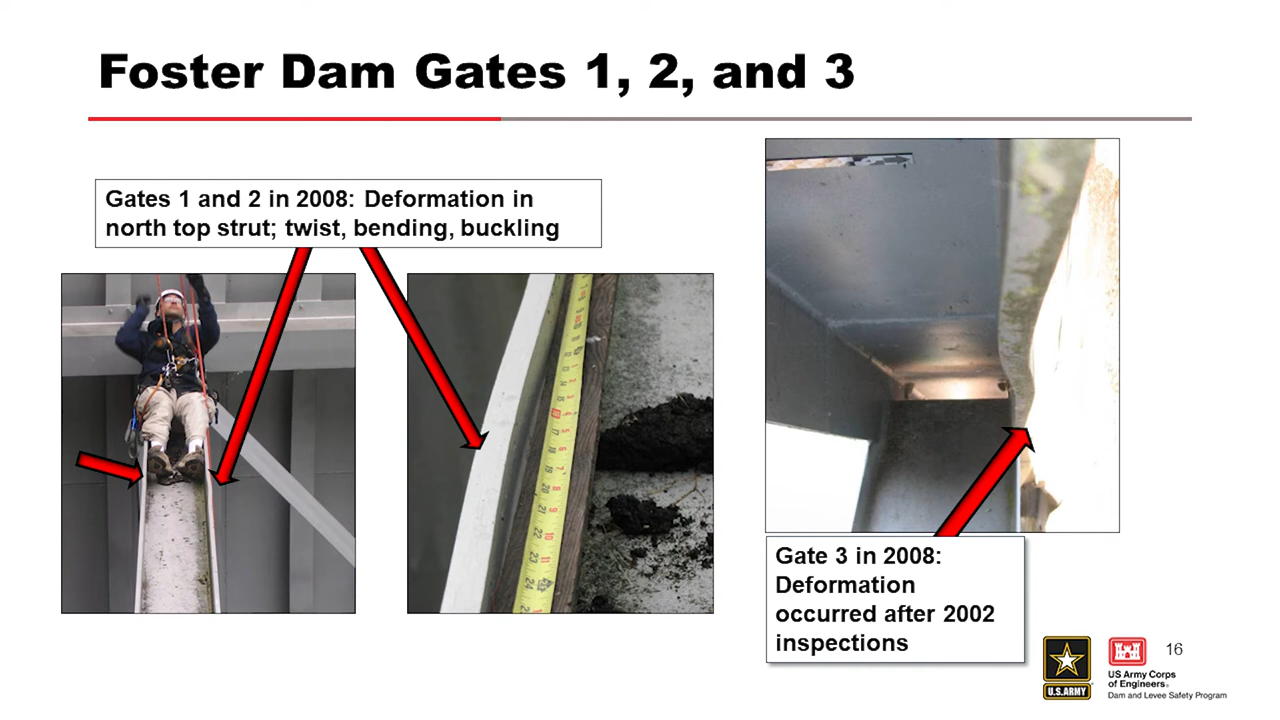 Foster Dam Gates 1, 2, and 3
Gates 1 and 2 in 2008: Deformation in
north top strut; twist, bending, buckling
Gate 3 in 2008:
Deformation
occurred after 2002
inspections
U.S.ARMY
US Army Corps
of Engineers®
Dam and Levee Safety Program
16